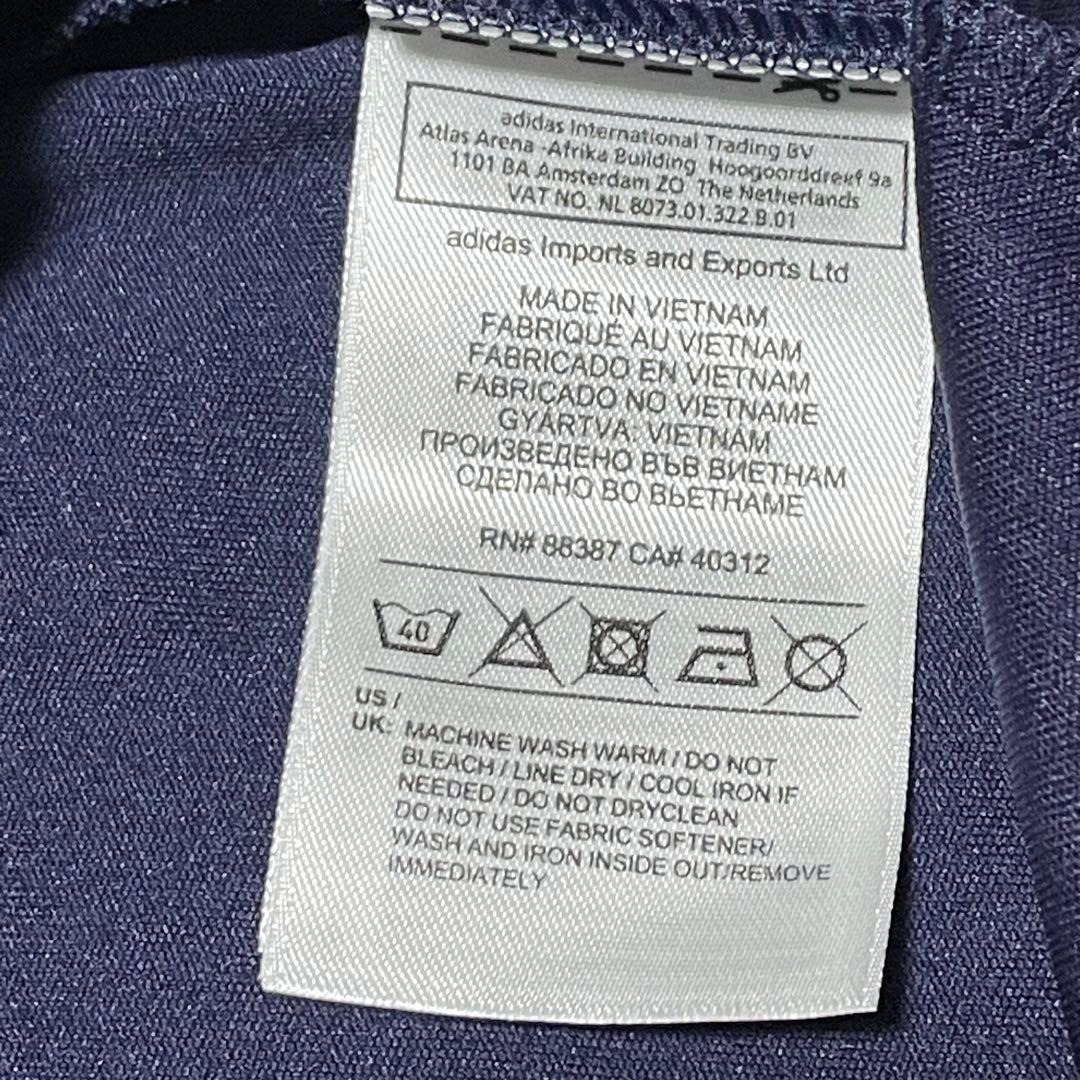 adidas International Trading BV
Atlas Arena -Afrika Building Hoogoorddreef 9a
1101 BA Amsterdam ZO The Netherlands
VAT NO. NL 8073.01.322.B.01
adidas Imports and Exports Ltd
MADE IN VIETNAM
FABRIQUÉ AU VIETNAM
FABRICADO EN VIETNAM
FABRICADO NO VIETNAME
GYÁRTVA: VIETNAM
ПРОИЗВЕДЕНО ВЪВ ВИЕТНАМ
СДЕЛАНО ВО ВЬЕТНАМЕ
RN# 88387 CA# 40312
40
US /
UK: MACHINE WASH WARM / DO NOT
BLEACH / LINE DRY / COOL IRON IF
NEEDED / DO NOT DRYCLEAN
DO NOT USE FABRIC SOFTENER/
WASH AND IRON INSIDE OUT/REMOVE
IMMEDIATELY